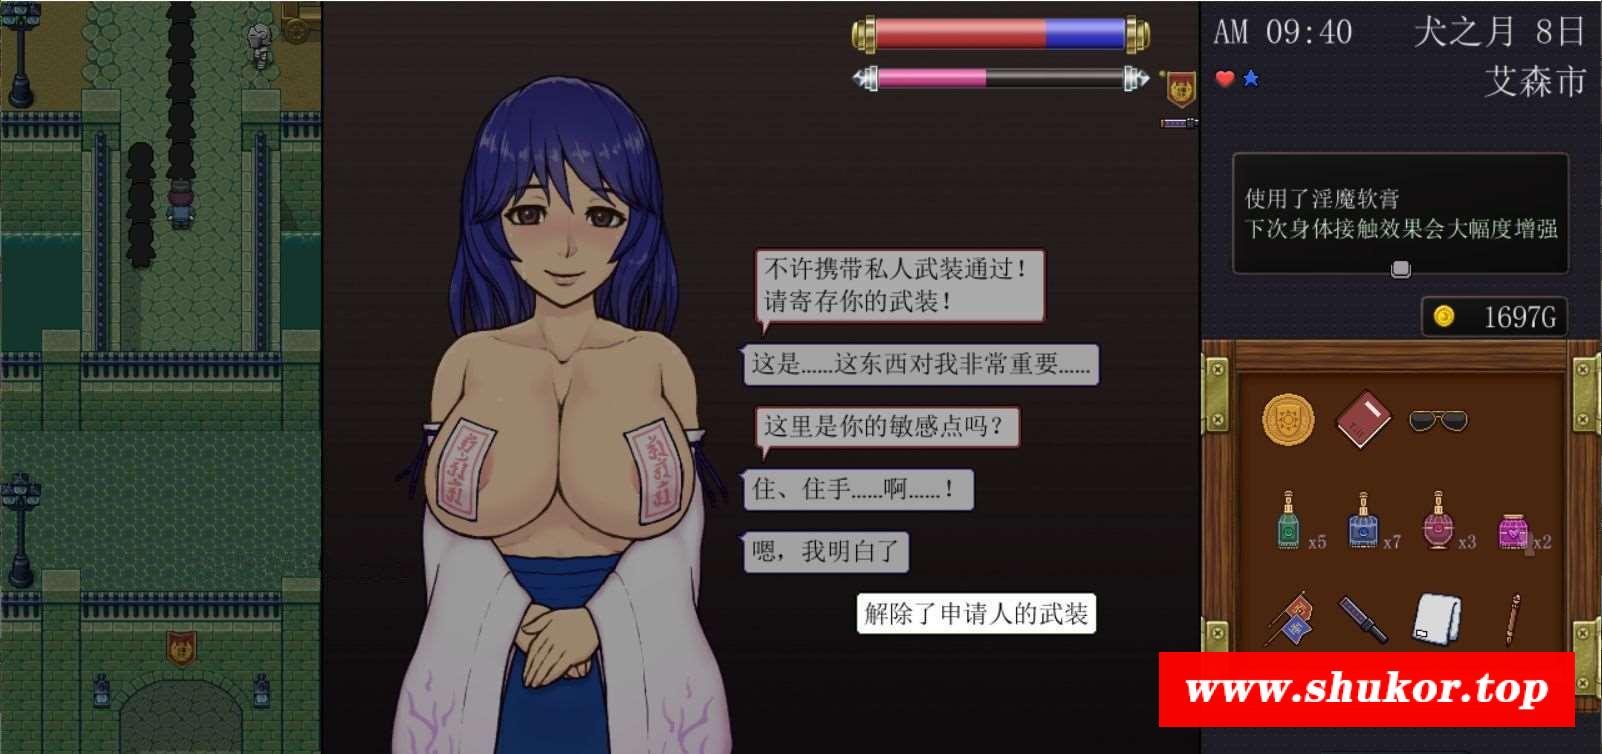 AM 09:40 犬之月 8日
艾森市
使用了淫魔软膏
下次身体接触效果会大幅度增强
1697G
不许携带私人武装通过!
请寄存你的武装!
这是……这东西对我非常重要……
这里是你的敏感点吗?
住、住手……啊……!
嗯，我明白了
解除了申请人的武装
x5 x7 x3 x2
www.shukor.top